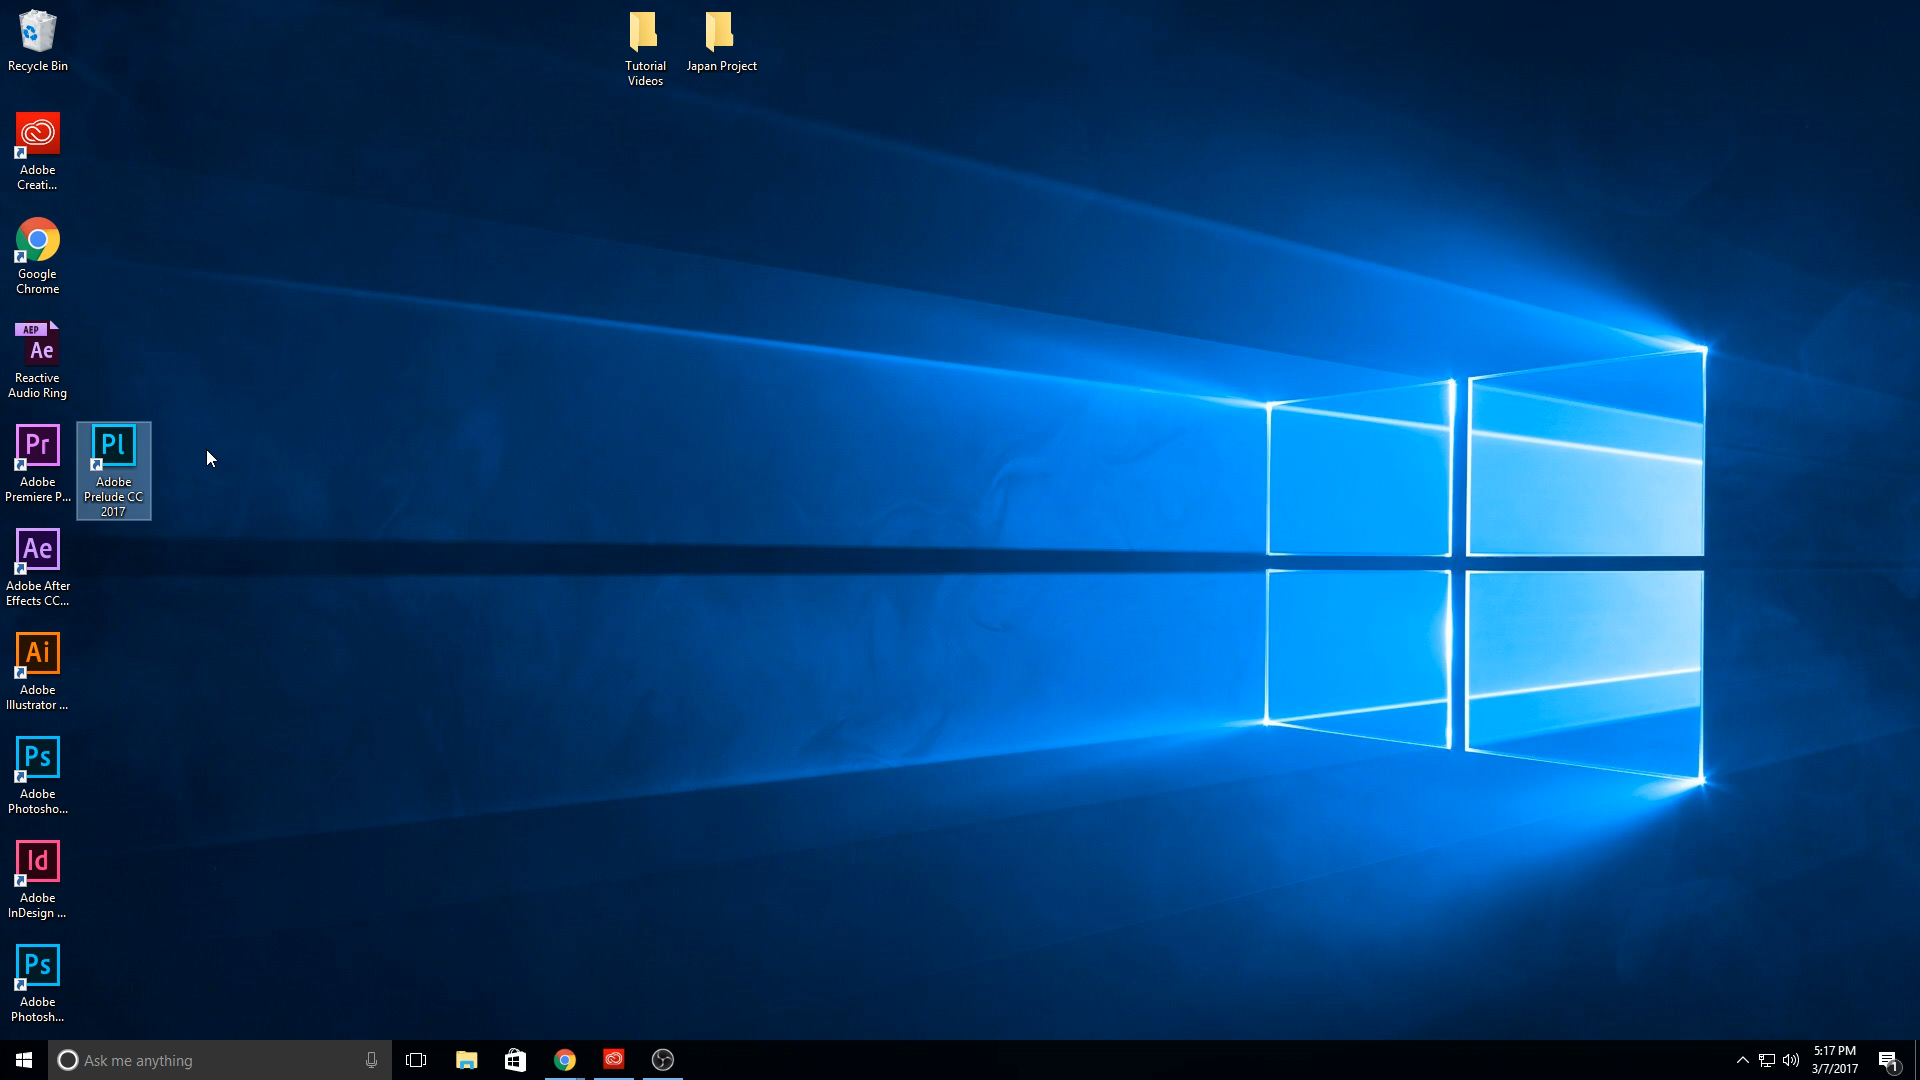 Recycle Bin
Tutorial
Videos
Japan Project
Adobe
Creati...
Google
Chrome
AEP
Ae
Reactive
Audio Ring
Pr
Adobe
Premiere P...
Pl
Adobe
Prelude CC
2017
Ae
Adobe After
Effects CC...
Ai
Adobe
Illustrator ...
Ps
Adobe
Photosho...
Id
Adobe
InDesign ...
Ps
Adobe
Photosh...
Ask me anything
5:17 PM
3/7/2017
1